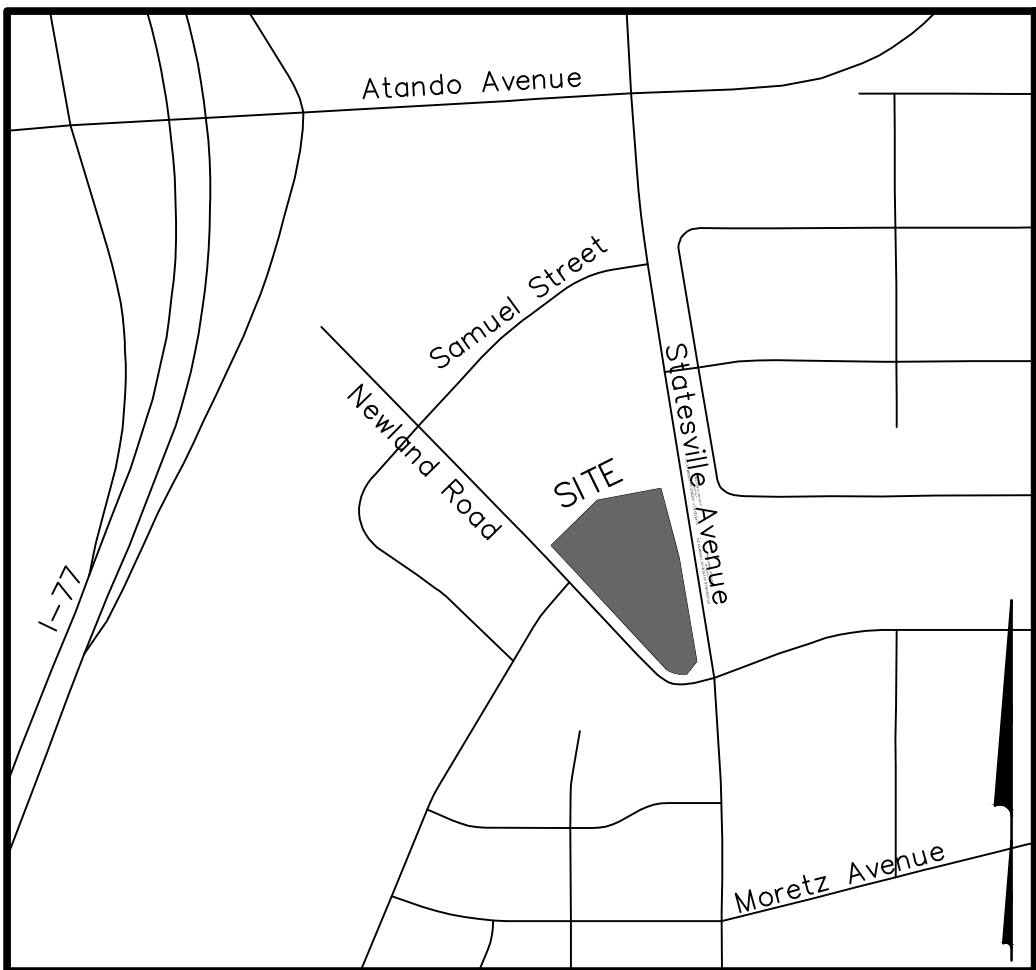 Atando Avenue
Samuel Street
Statesville Avenue
Newland Road
SITE
I-77
Moretz Avenue